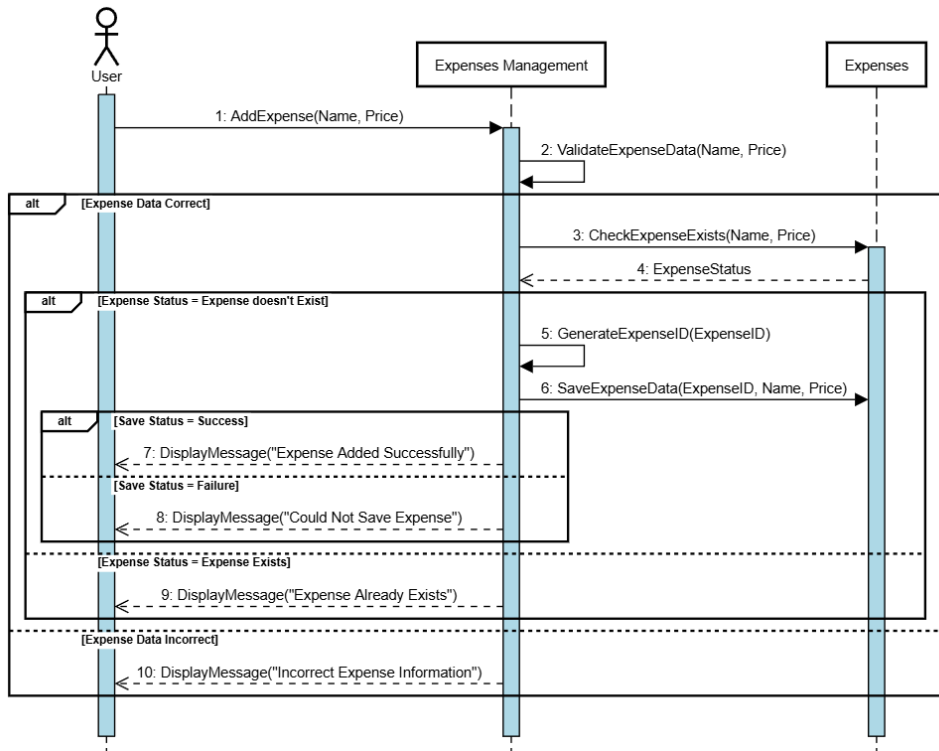 User
Expenses Management
Expenses
1: AddExpense(Name, Price)
2: ValidateExpenseData(Name, Price)
alt
[Expense Data Correct]
3: CheckExpenseExists(Name, Price)
4: ExpenseStatus
alt
[Expense Status = Expense doesn't Exist]
5: GenerateExpenseID(ExpenseID)
6: SaveExpenseData(ExpenseID, Name, Price)
alt
[Save Status = Success]
7: DisplayMessage("Expense Added Successfully")
[Save Status = Failure]
8: DisplayMessage("Could Not Save Expense")
[Expense Status = Expense Exists]
9: DisplayMessage("Expense Already Exists")
[Expense Data Incorrect]
10: DisplayMessage("Incorrect Expense Information")